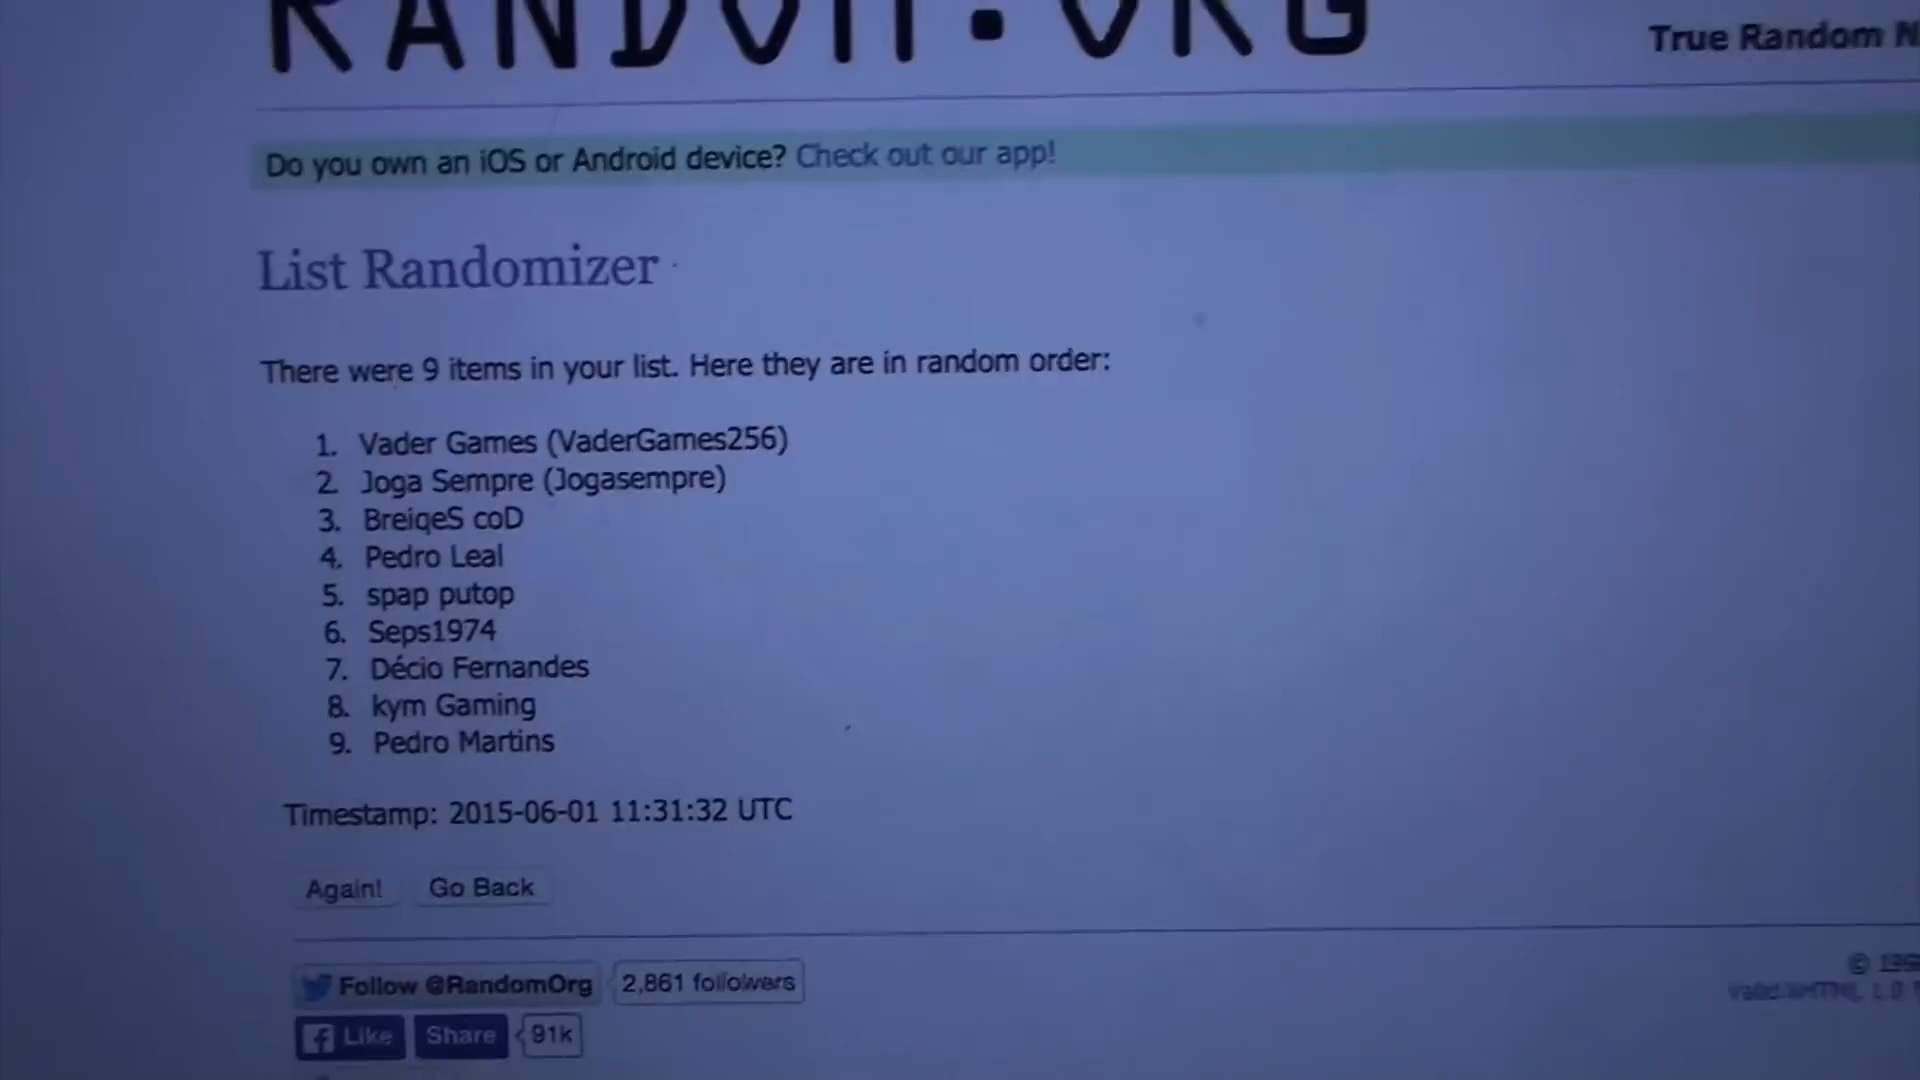 RANDOM.ORG
True Random N
Do you own an iOS or Android device? Check out our app!
List Randomizer
There were 9 items in your list. Here they are in random order:
1. Vader Games (VaderGames256)
2. Joga Sempre (Jogasempre)
3. BreiqeS coD
4. Pedro Leal
5. spap putop
6. Seps1974
7. Décio Fernandes
8. kym Gaming
9. Pedro Martins
Timestamp: 2015-06-01 11:31:32 UTC
Again! Go Back
Follow @RandomOrg 2,861 followers
Like Share 91k
©